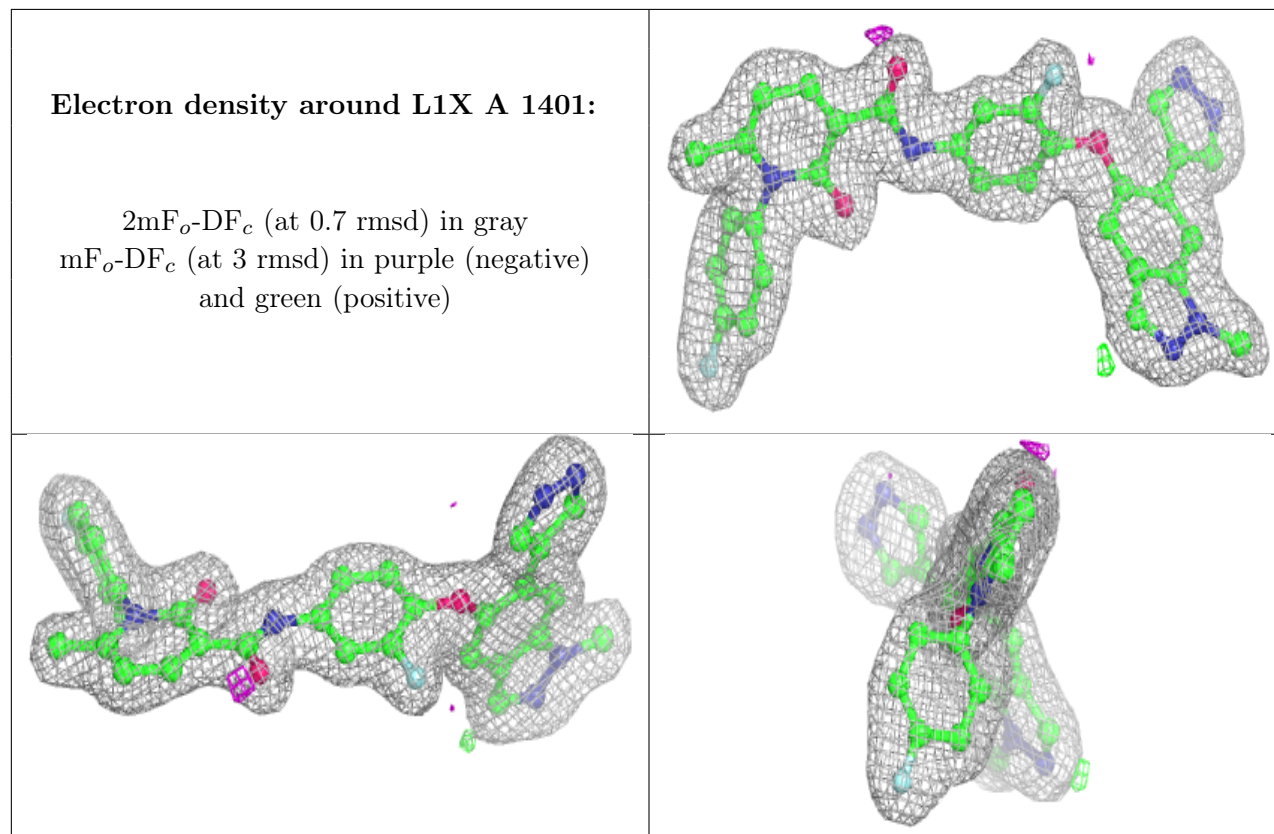 Electron density around L1X A 1401:
2mFo-DFc (at 0.7 rmsd) in gray
mFo-DFc (at 3 rmsd) in purple (negative)
and green (positive)